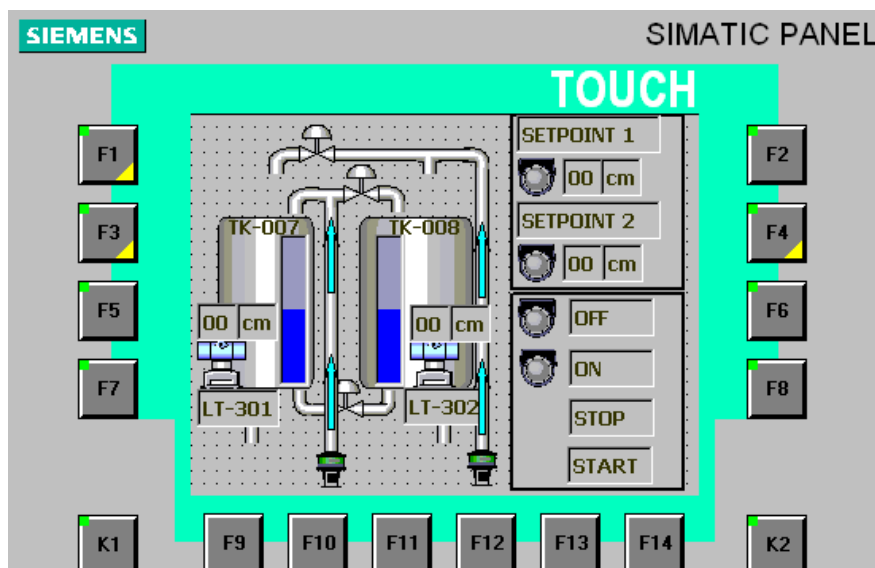 SIEMENS
SIMATIC PANEL
TOUCH
F1
F2
SETPOINT 1
00 cm
F3
F4
TK-007
TK-008
SETPOINT 2
00 cm
F5
F6
00 cm
00 cm
OFF
F7
F8
ON
LT-301
LT-302
STOP
START
K1
F9
F10
F11
F12
F13
F14
K2